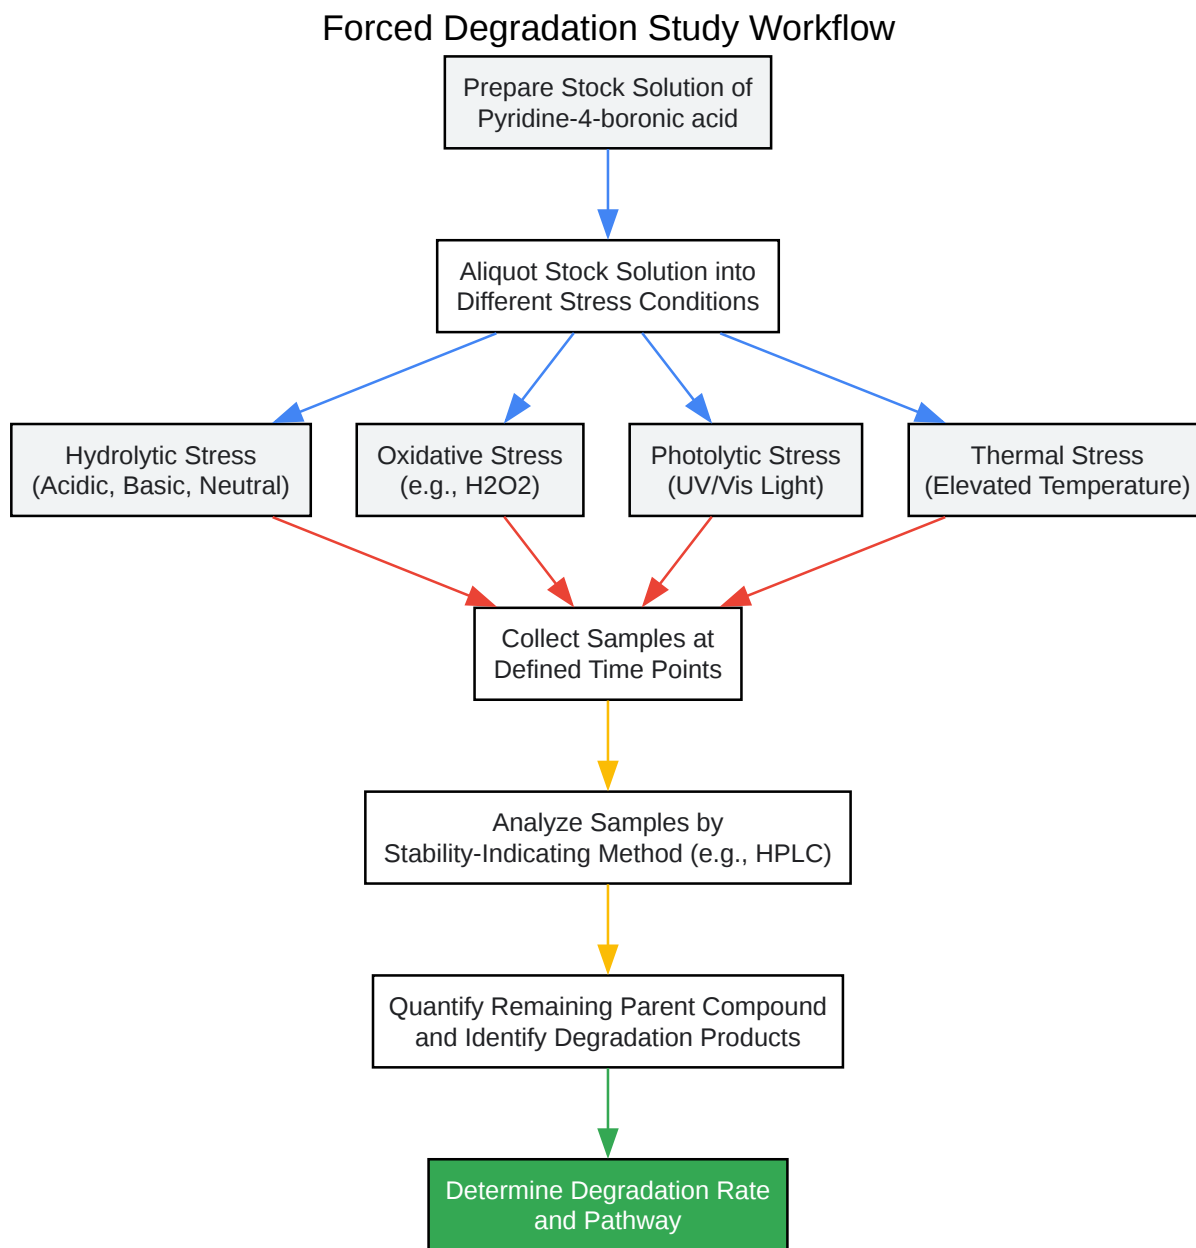 Forced Degradation Study Workflow
Prepare Stock Solution of
Pyridine-4-boronic acid
Aliquot Stock Solution into
Different Stress Conditions
Hydrolytic Stress
(Acidic, Basic, Neutral)
Oxidative Stress
(e.g., H2O2)
Photolytic Stress
(UV/Vis Light)
Thermal Stress
(Elevated Temperature)
Collect Samples at
Defined Time Points
Analyze Samples by
Stability-Indicating Method (e.g., HPLC)
Quantify Remaining Parent Compound
and Identify Degradation Products
Determine Degradation Rate
and Pathway